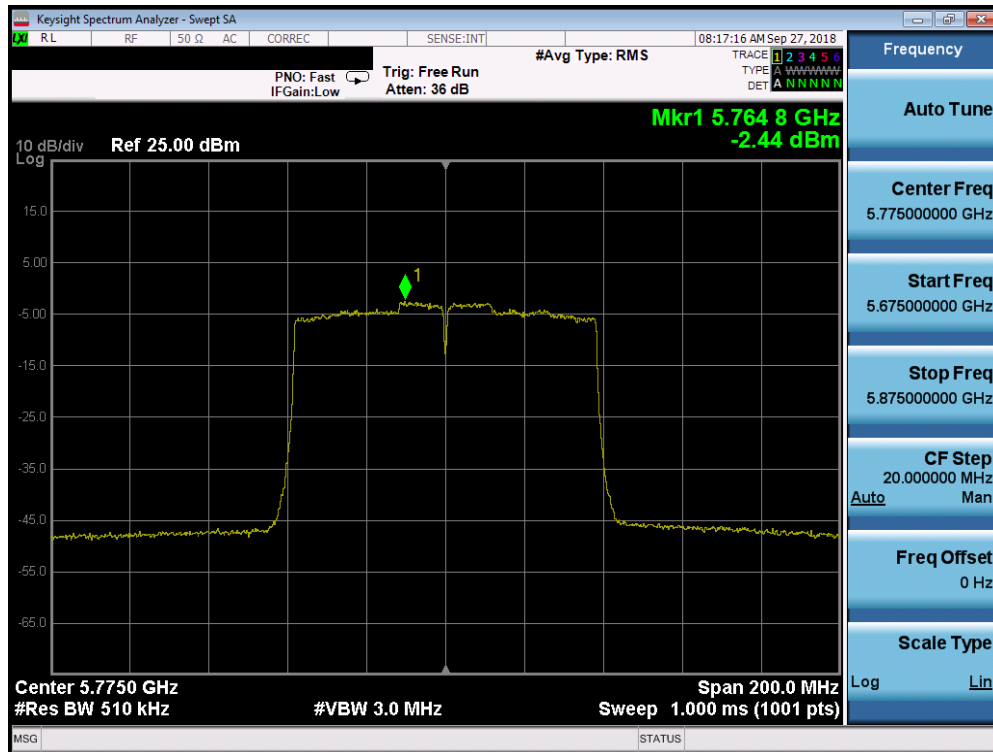 Keysight Spectrum Analyzer - Swept SA
LXI RL RF 50 Ω AC CORREC SENSE:INT 08:17:16 AM Sep 27, 2018
#Avg Type: RMS TRACE 1 2 3 4 5 6
PNO: Fast Trig: Free Run TYPE A WWWWW
IFGain:Low Atten: 36 dB DET A N N N N N
Mkr1 5.764 8 GHz
-2.44 dBm
10 dB/div Ref 25.00 dBm
Log
15.0
5.00
1
-5.00
-15.0
-25.0
-35.0
-45.0
-55.0
-65.0
Center 5.7750 GHz Span 200.0 MHz
#Res BW 510 kHz #VBW 3.0 MHz Sweep 1.000 ms (1001 pts)
MSG STATUS
Frequency
Auto Tune
Center Freq
5.775000000 GHz
Start Freq
5.675000000 GHz
Stop Freq
5.875000000 GHz
CF Step
20.000000 MHz
Auto Man
Freq Offset
0 Hz
Scale Type
Log Lin